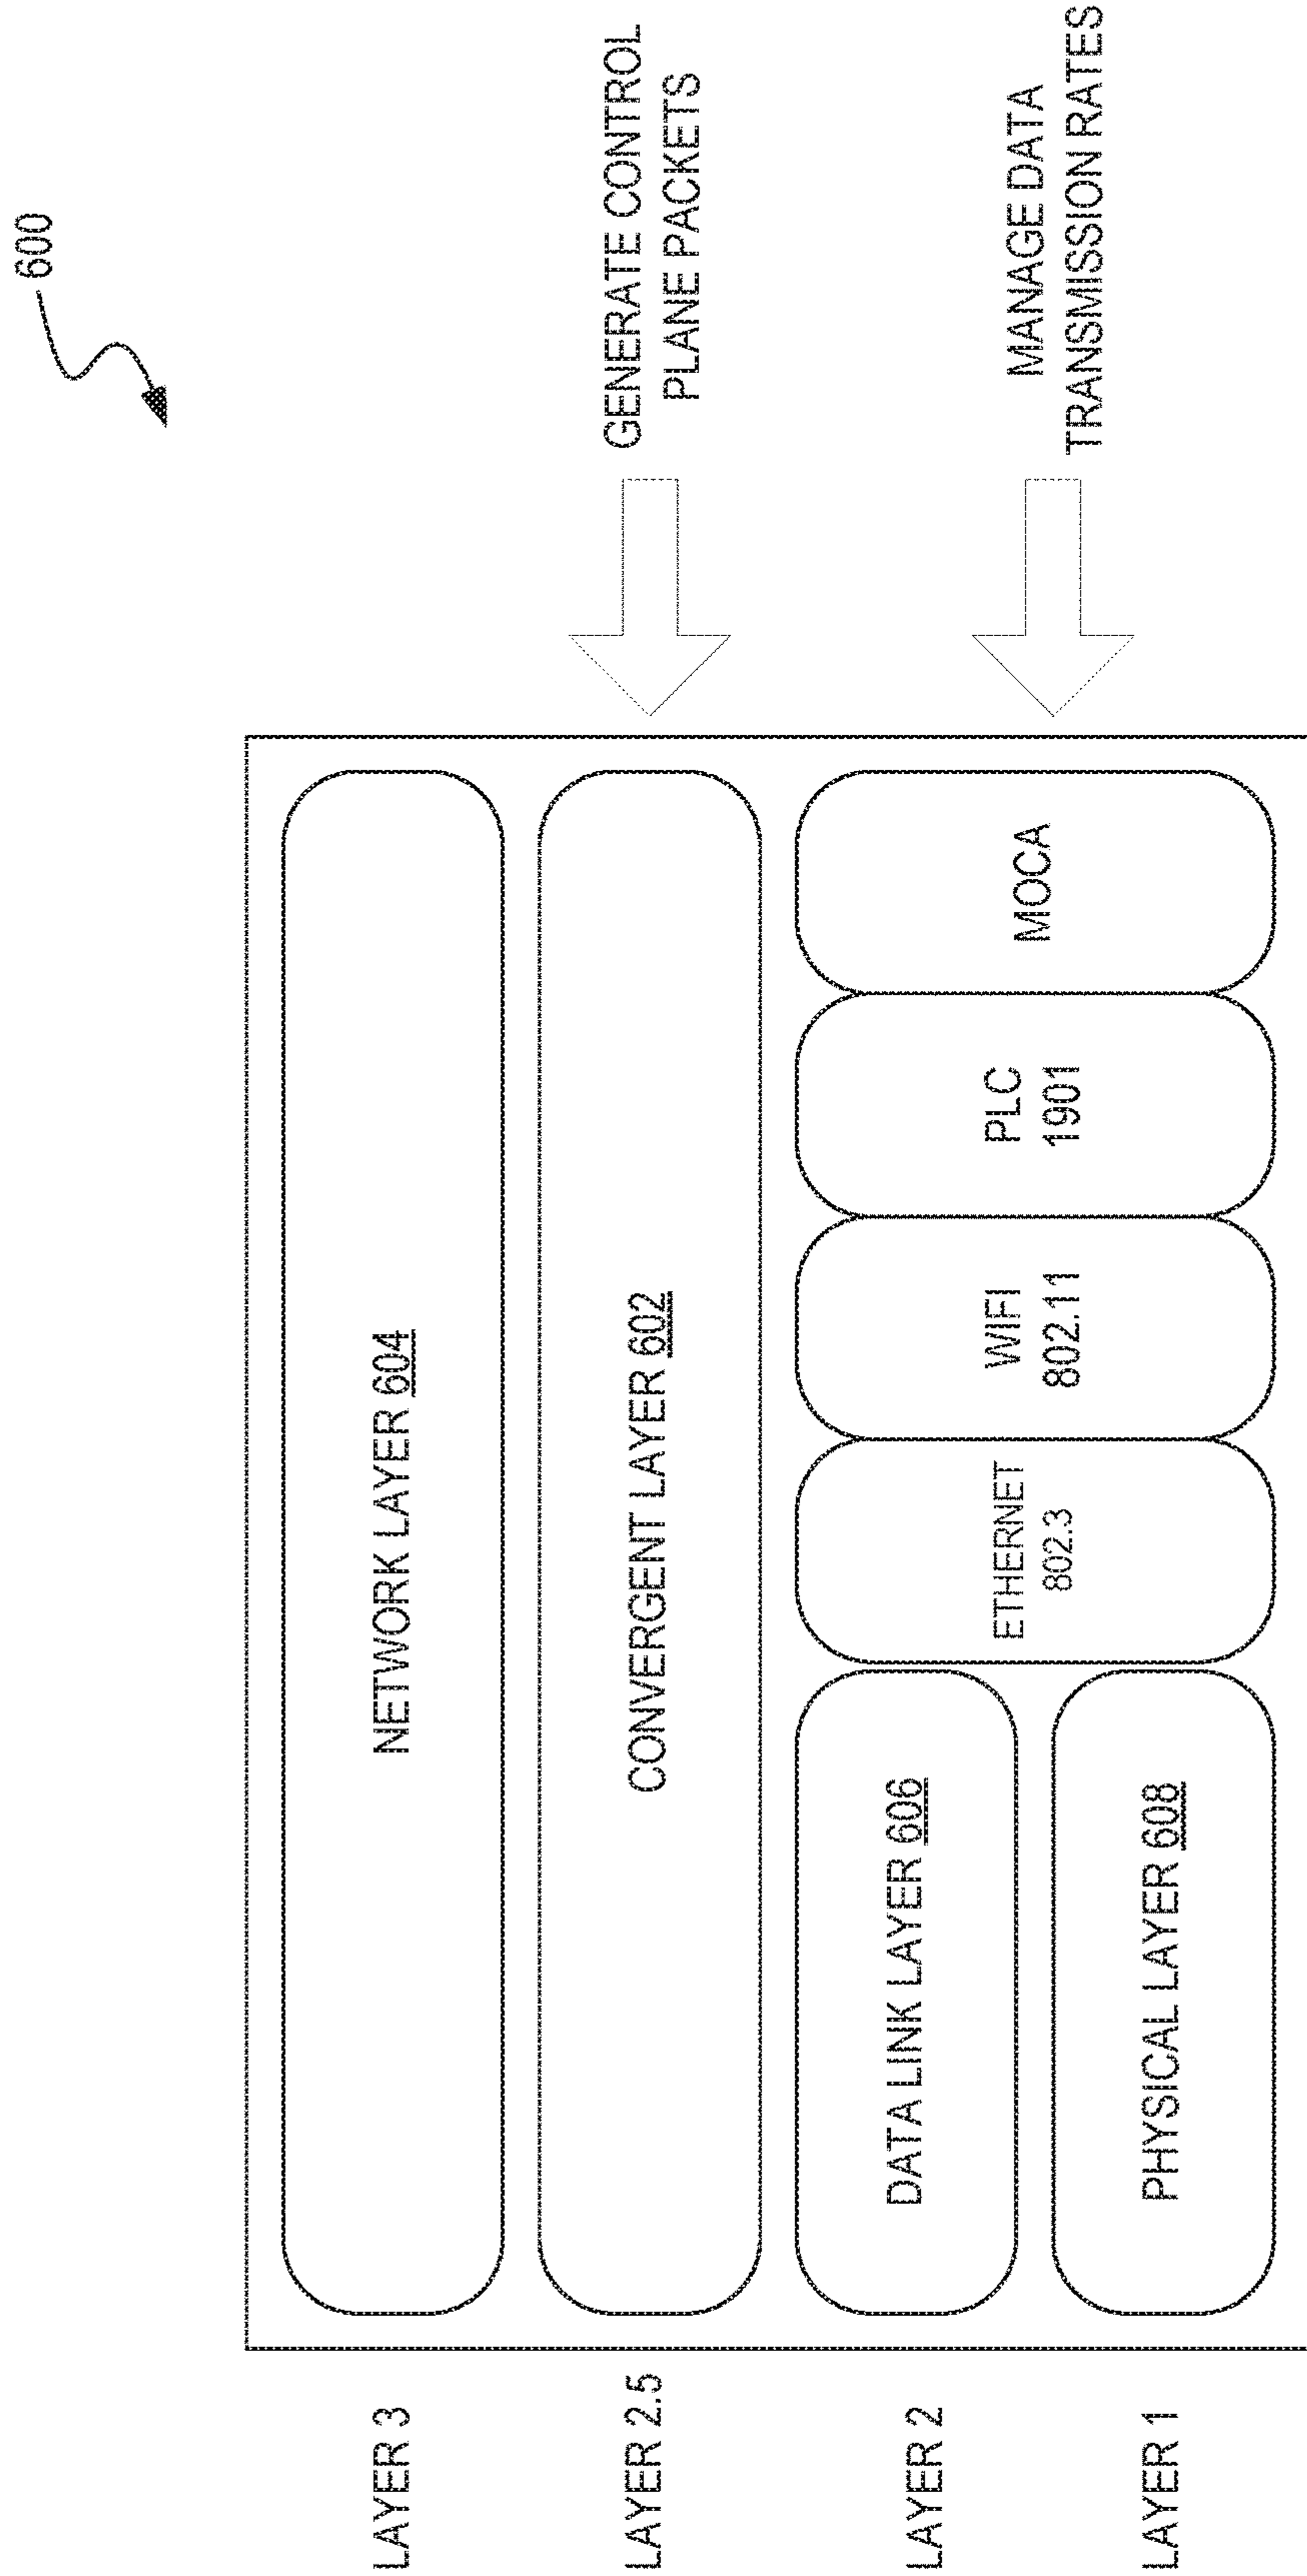 600
LAYER 3
NETWORK LAYER 604
LAYER 2.5
CONVERGENT LAYER 602
GENERATE CONTROL
PLANE PACKETS
LAYER 2
DATA LINK LAYER 606
LAYER 1
PHYSICAL LAYER 608
ETHERNET
802.3
WIFI
802.11
PLC
1901
MOCA
MANAGE DATA
TRANSMISSION RATES